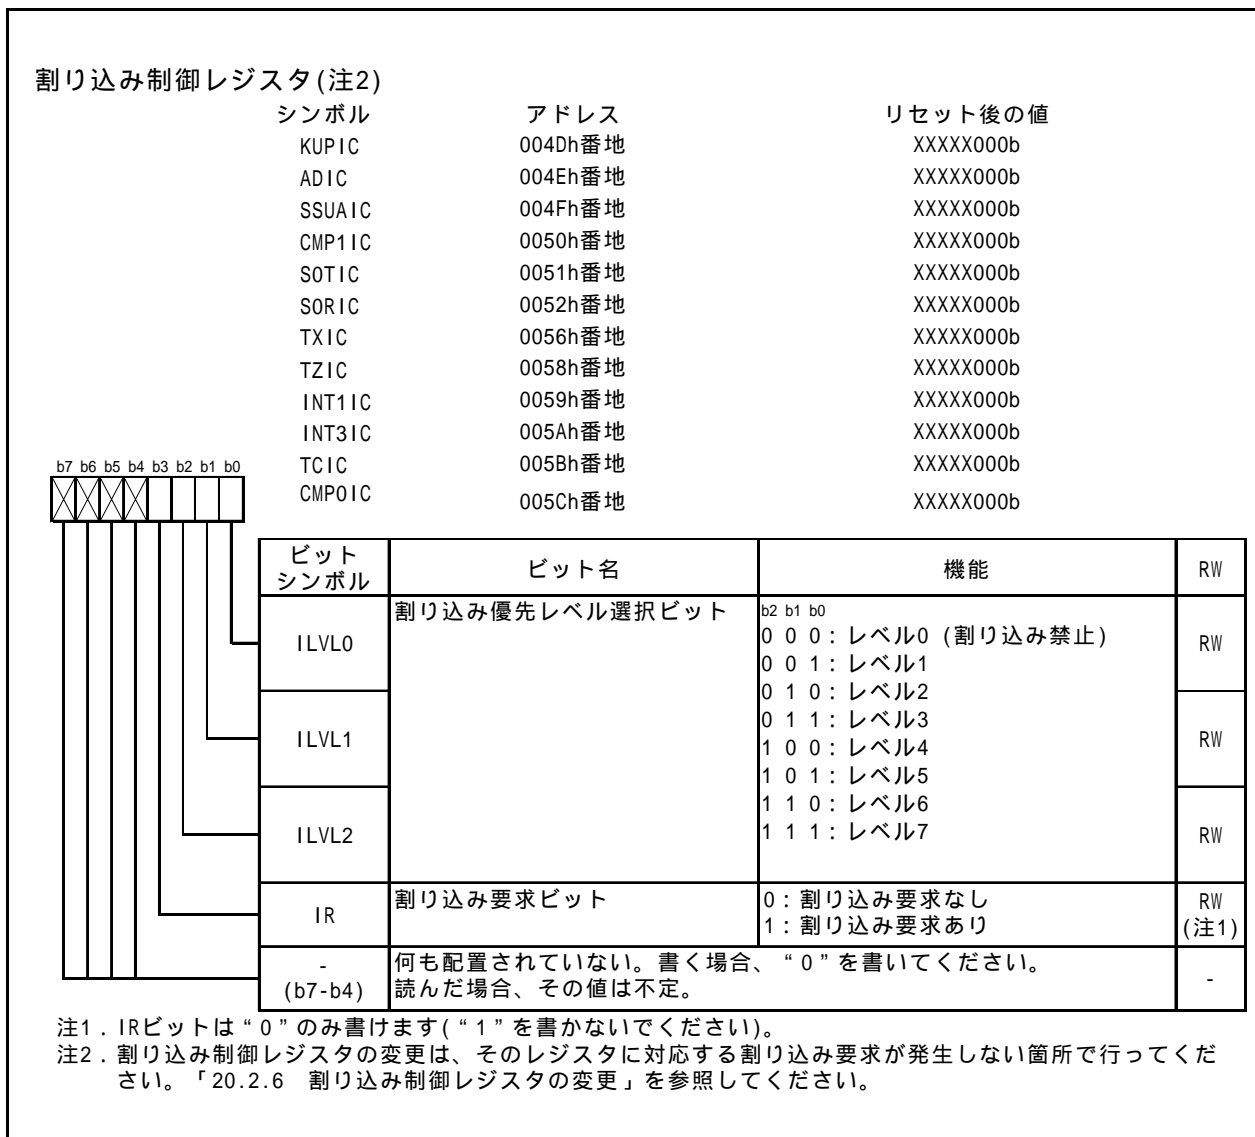 割り込み制御レジスタ(注2)
シンボル アドレス リセット後の値
KUPIC 004Dh番地 XXXXX000b
ADIC 004Eh番地 XXXXX000b
SSUAIC 004Fh番地 XXXXX000b
CMP1IC 0050h番地 XXXXX000b
S0TIC 0051h番地 XXXXX000b
S0RIC 0052h番地 XXXXX000b
TXIC 0056h番地 XXXXX000b
TZIC 0058h番地 XXXXX000b
INT1IC 0059h番地 XXXXX000b
INT3IC 005Ah番地 XXXXX000b
TCIC 005Bh番地 XXXXX000b
CMP0IC 005Ch番地 XXXXX000b
b7 b6 b5 b4 b3 b2 b1 b0
ビット
シンボル ビット名 機能 RW
ILVL0 割り込み優先レベル選択ビット RW
b2 b1 b0
0 0 0:レベル0 (割り込み禁止)
0 0 1:レベル1
0 1 0:レベル2
0 1 1:レベル3
ILVL1 RW
1 0 0:レベル4
1 0 1:レベル5
1 1 0:レベル6
1 1 1:レベル7
ILVL2 RW
IR 割り込み要求ビット 0:割り込み要求なし RW
1:割り込み要求あり (注1)
- 何も配置されていない。書く場合、“0”を書いてください。 -
(b7-b4) 読んだ場合、その値は不定。
注1.IRビットは“0”のみ書けます(“1”を書かないでください)。
注2.割り込み制御レジスタの変更は、そのレジスタに対応する割り込み要求が発生しない箇所で行ってくだ
さい。「20.2.6 割り込み制御レジスタの変更」を参照してください。